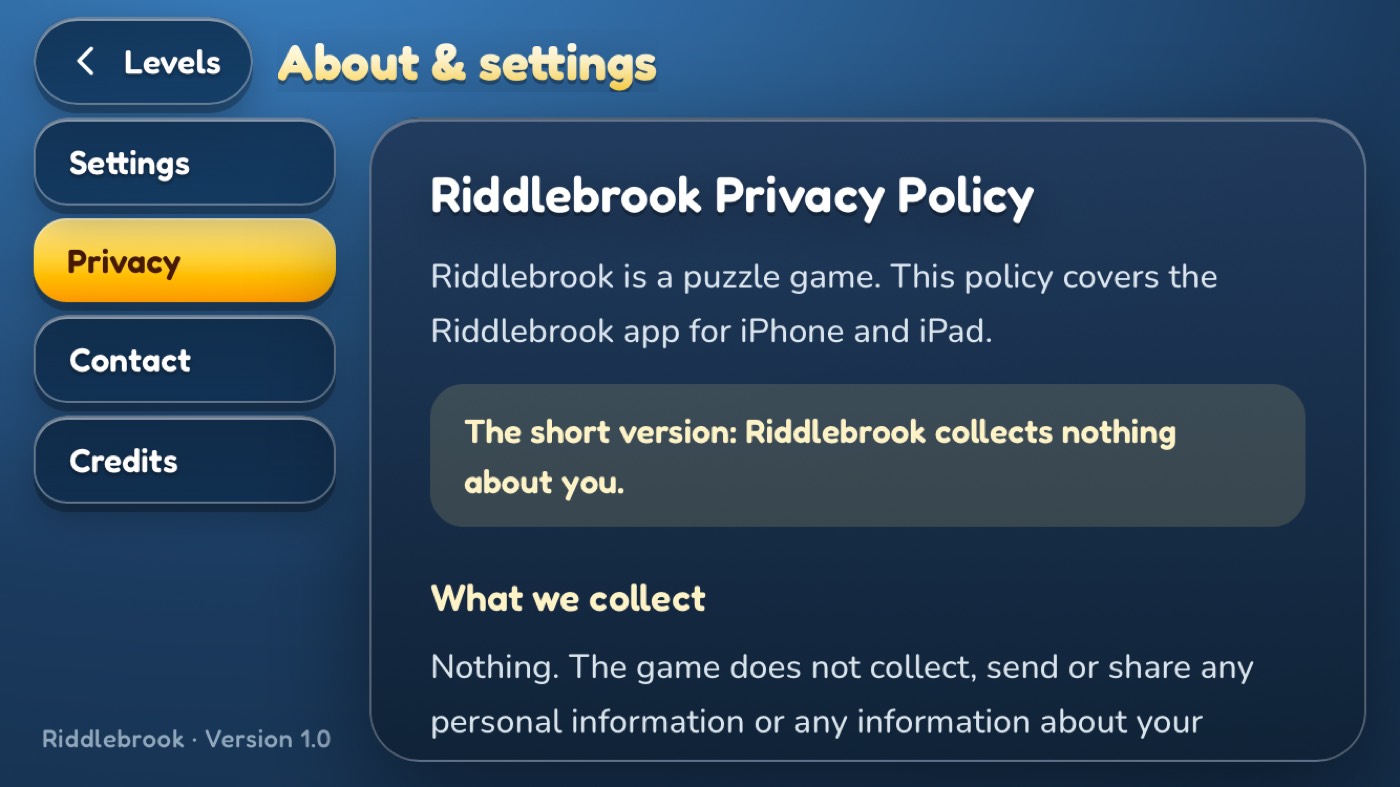 Levels
About & settings
Settings
Privacy
Contact
Credits
Riddlebrook · Version 1.0
Riddlebrook Privacy Policy
Riddlebrook is a puzzle game. This policy covers the
Riddlebrook app for iPhone and iPad.
The short version: Riddlebrook collects nothing
about you.
What we collect
Nothing. The game does not collect, send or share any
personal information or any information about your